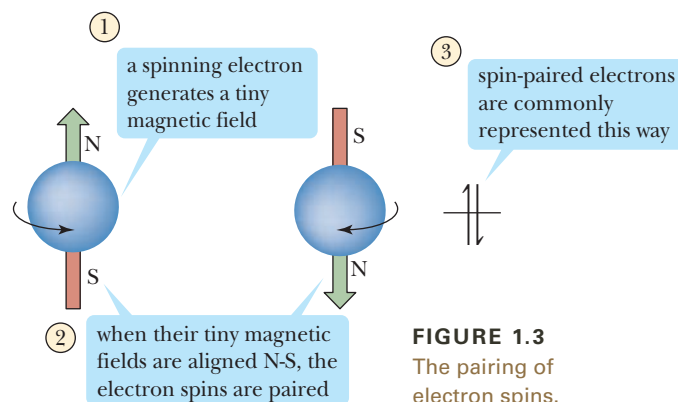 1
a spinning electron
generates a tiny
magnetic field
N
S
S
N
2
when their tiny magnetic
fields are aligned N-S, the
electron spins are paired
3
spin-paired electrons
are commonly
represented this way
FIGURE 1.3
The pairing of
electron spins.